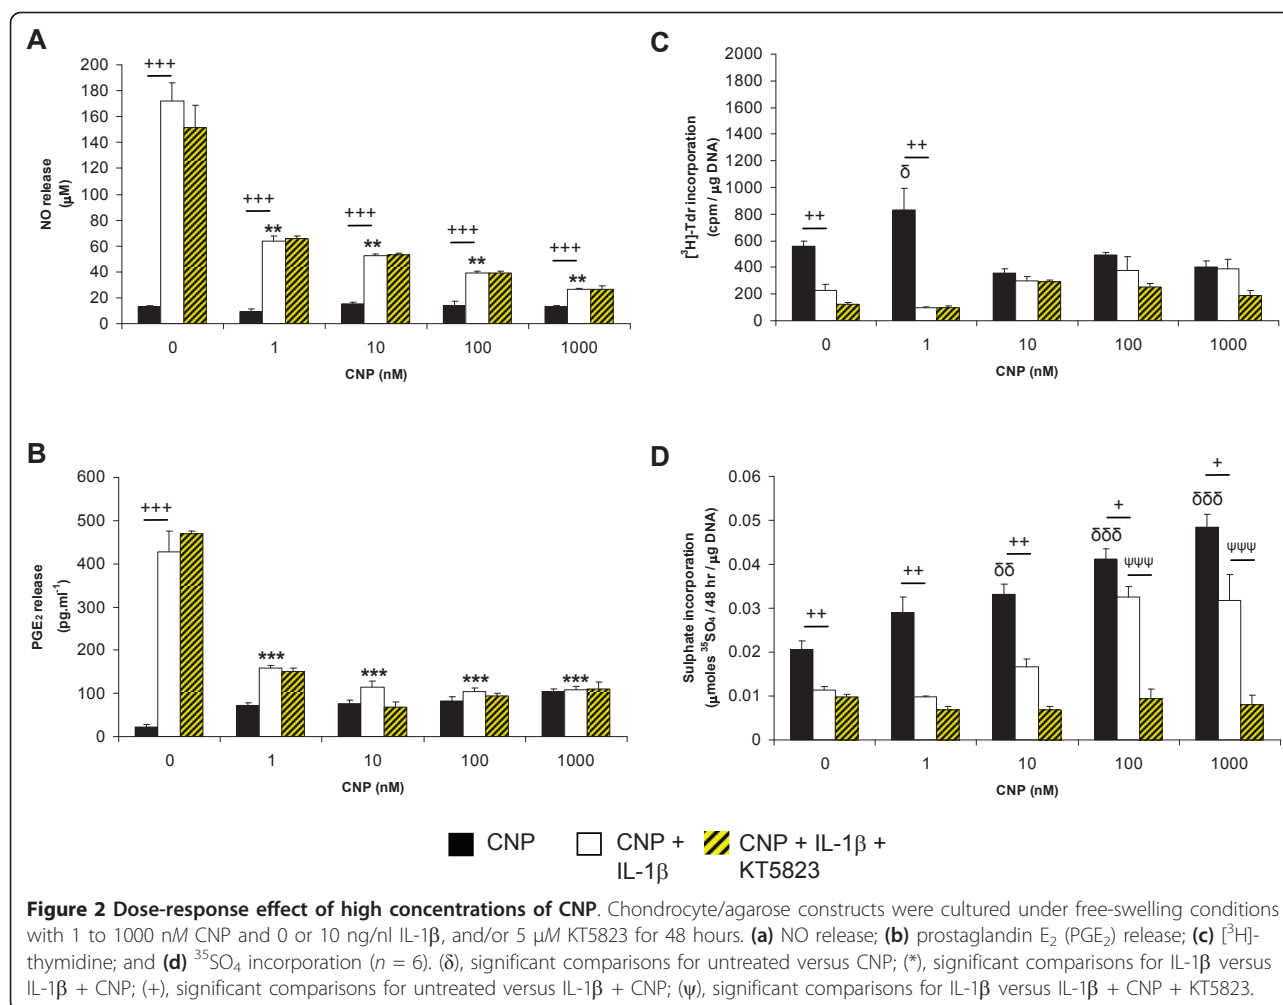 A
+++
+++
+++
+++
+++
**
**
**
**
200
180
160
140
120
100
80
60
40
20
0
NO release
(µM)
0 1 10 100 1000
CNP (nM)
C
2000
1800
1600
1400
1200
1000
800
600
400
200
0
[³H]-Tdr incorporation
(cpm / µg DNA)
++
++
δ
0 1 10 100 1000
CNP (nM)
B
600
500
400
300
200
100
0
PGE₂ release
(pg.ml⁻¹)
+++
***
***
***
***
0 1 10 100 1000
CNP (nM)
D
0.06
0.05
0.04
0.03
0.02
0.01
0
Sulphate incorporation
(µmoles ³⁵SO₄ / 48 hr / µg DNA)
++
++
++
δδ
+
δδδ
ψψψ
+
δδδ
ψψψ
0 1 10 100 1000
CNP (nM)
CNP
CNP +
IL-1β
CNP + IL-1β +
KT5823
Figure 2 Dose-response effect of high concentrations of CNP. Chondrocyte/agarose constructs were cultured under free-swelling conditions
with 1 to 1000 nM CNP and 0 or 10 ng/nl IL-1β, and/or 5 µM KT5823 for 48 hours. (a) NO release; (b) prostaglandin E₂ (PGE₂) release; (c) [³H]-
thymidine; and (d) ³⁵SO₄ incorporation (n = 6). (δ), significant comparisons for untreated versus CNP; (*), significant comparisons for IL-1β versus
IL-1β + CNP; (+), significant comparisons for untreated versus IL-1β + CNP; (ψ), significant comparisons for IL-1β versus IL-1β + CNP + KT5823.